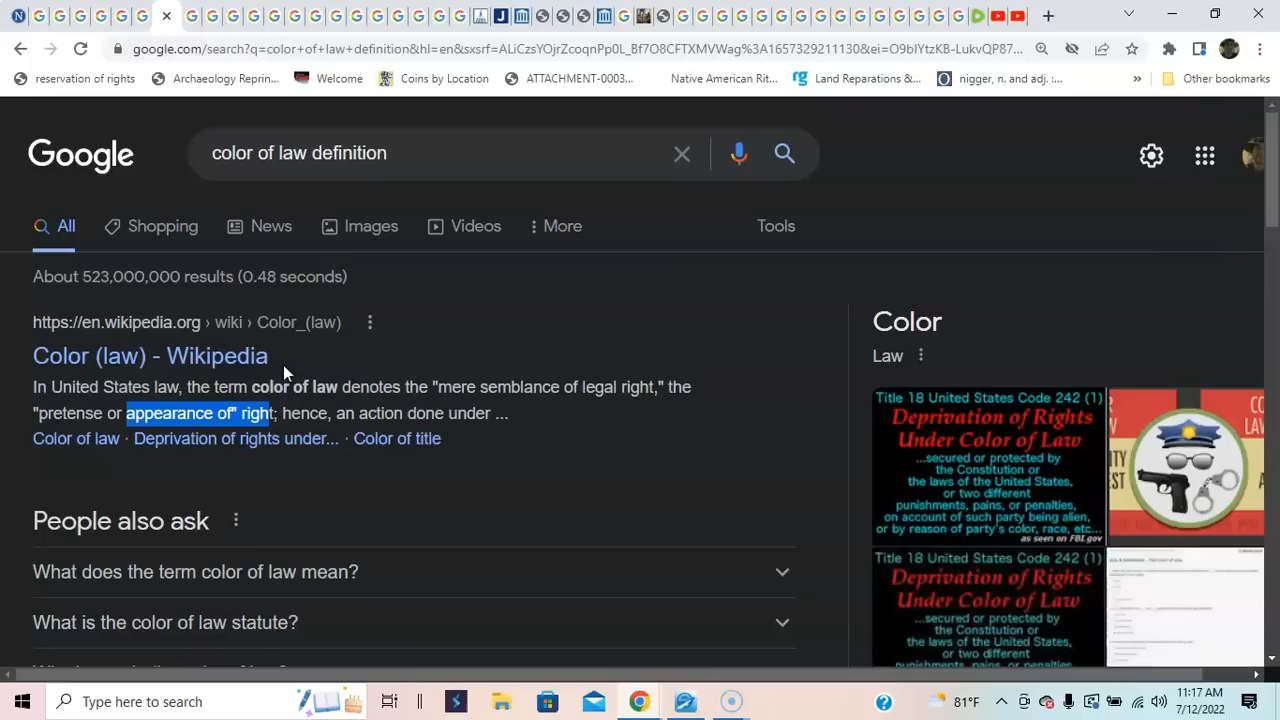 google.com/search?q=color+of+law+definition&hl=en&sxsrf=ALiCzsYOjrZcoqnPp0L_Bf7O8CFTXMVWag%3A1657329211130&ei=O9bIYtzKB-LukvQP87...
reservation of rights
Archaeology Reprin...
Welcome
Coins by Location
ATTACHMENT-0003...
Native American Rit...
Land Reparations &...
nigger, n. and adj. :...
»
Other bookmarks
Google
color of law definition
All
Shopping
News
Images
Videos
More
Tools
About 523,000,000 results (0.48 seconds)
https://en.wikipedia.org › wiki › Color_(law)
Color (law) - Wikipedia
In United States law, the term color of law denotes the "mere semblance of legal right," the
"pretense or appearance of" right; hence, an action done under ...
Color of law · Deprivation of rights under... · Color of title
People also ask
What does the term color of law mean?
What is the color of law statute?
Color
Law
Title 18 United States Code 242 (1)
Deprivation of Rights
Under Color of Law
...secured or protected by
the Constitution or
the laws of the United States,
or two different
punishments, pains, or penalties,
on account of such party being alien,
or by reason of party's color, race, etc...
as seen on FBI.gov
Title 18 United States Code 242 (1)
Deprivation of Rights
Under Color of Law
...secured or protected by
the Constitution or
the laws of the United States,
or two different
punishments, pains, or penalties,
Type here to search
81°F
11:17 AM
7/12/2022